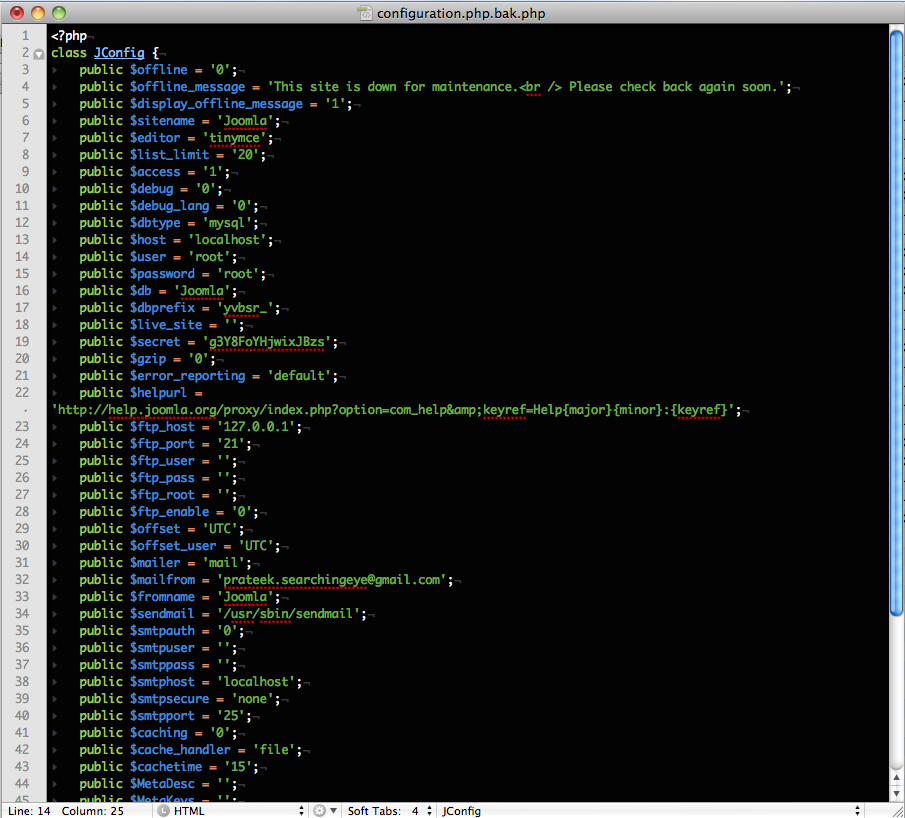 configuration.php.bak.php
1 <?php
2 class JConfig {
3 public $offline = '0';
4 public $offline_message = 'This site is down for maintenance.<br /> Please check back again soon.';
5 public $display_offline_message = '1';
6 public $sitename = 'Joomla';
7 public $editor = 'tinymce';
8 public $list_limit = '20';
9 public $access = '1';
10 public $debug = '0';
11 public $debug_lang = '0';
12 public $dbtype = 'mysql';
13 public $host = 'localhost';
14 public $user = 'root';
15 public $password = 'root';
16 public $db = 'Joomla';
17 public $dbprefix = 'yvbsr_';
18 public $live_site = '';
19 public $secret = 'g3Y8FoYHjwixJBzs';
20 public $gzip = '0';
21 public $error_reporting = 'default';
22 public $helpurl =
'http://help.joomla.org/proxy/index.php?option=com_help&amp;keyref=Help{major}{minor}:{keyref}';
23 public $ftp_host = '127.0.0.1';
24 public $ftp_port = '21';
25 public $ftp_user = '';
26 public $ftp_pass = '';
27 public $ftp_root = '';
28 public $ftp_enable = '0';
29 public $offset = 'UTC';
30 public $offset_user = 'UTC';
31 public $mailer = 'mail';
32 public $mailfrom = 'prateek.searchingeye@gmail.com';
33 public $fromname = 'Joomla';
34 public $sendmail = '/usr/sbin/sendmail';
35 public $smtpauth = '0';
36 public $smtpuser = '';
37 public $smtppass = '';
38 public $smtphost = 'localhost';
39 public $smtpsecure = 'none';
40 public $smtpport = '25';
41 public $caching = '0';
42 public $cache_handler = 'file';
43 public $cachetime = '15';
44 public $MetaDesc = '';
45 public $MetaKeys = '';
Line: 14 Column: 25 HTML Soft Tabs: 4 JConfig